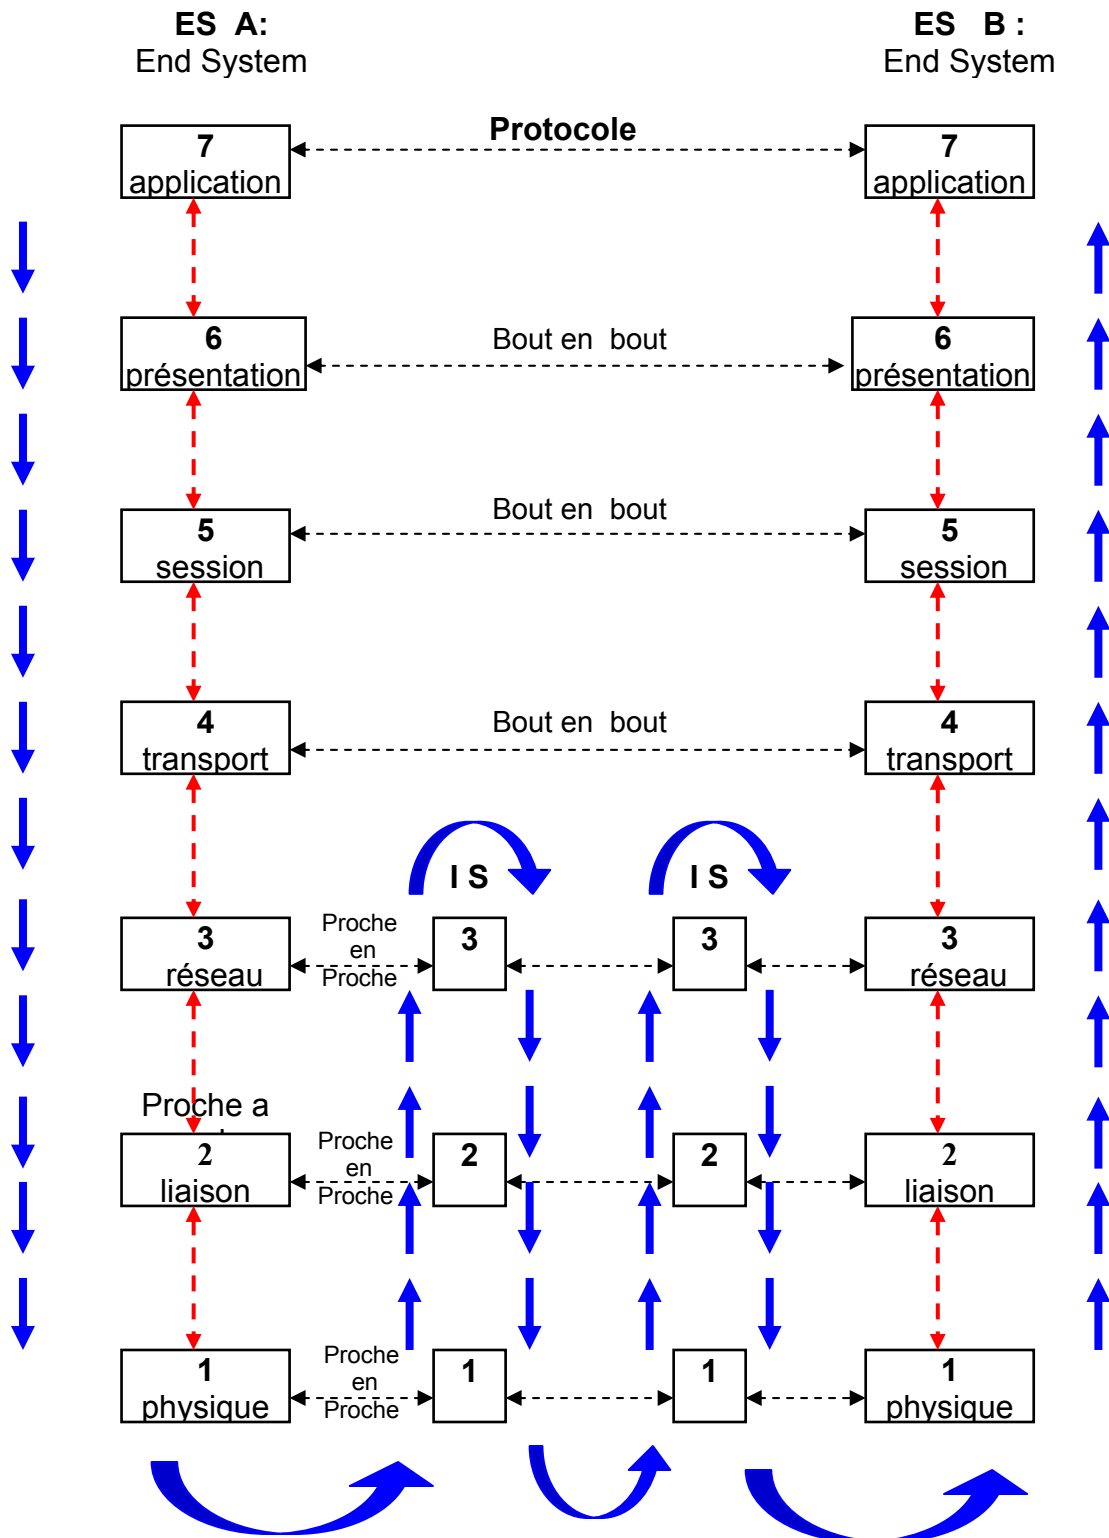 ES A:
End System
ES B :
End System
7
application
Protocole
7
application
6
présentation
Bout en bout
6
présentation
5
session
Bout en bout
5
session
4
transport
Bout en bout
4
transport
I S
I S
3
réseau
Proche
en
Proche
3
3
3
réseau
Proche a
2
liaison
Proche
en
Proche
2
2
2
liaison
1
physique
Proche
en
Proche
1
1
1
physique